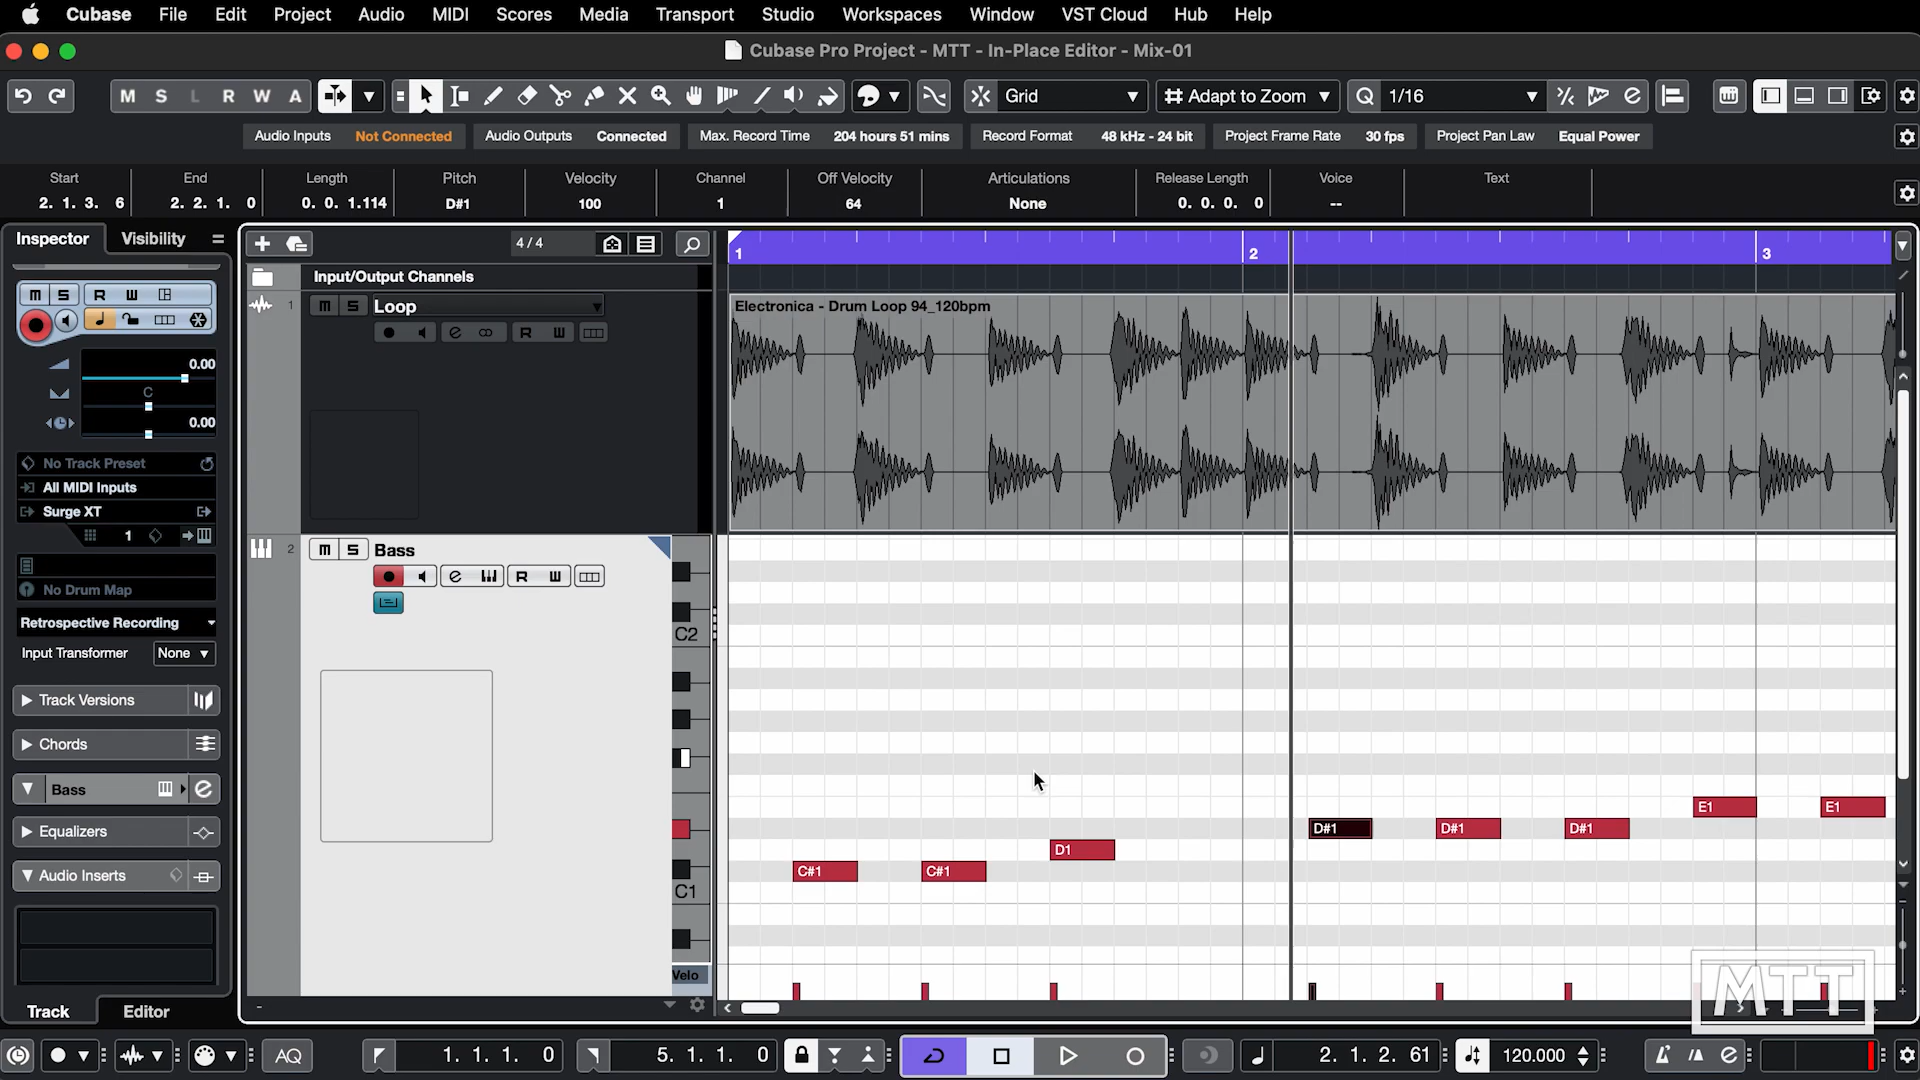 Cubase File Edit Project Audio MIDI Scores Media Transport Studio Workspaces Window VST Cloud Hub Help
Cubase Pro Project - MTT - In-Place Editor - Mix-01
M S L R W A Grid Adapt to Zoom Q 1/16
Audio Inputs Not Connected Audio Outputs Connected Max. Record Time 204 hours 51 mins Record Format 48 kHz - 24 bit Project Frame Rate 30 fps Project Pan Law Equal Power
Start End Length Pitch Velocity Channel Off Velocity Articulations Release Length Voice Text
2. 1. 3. 6 2. 2. 1. 0 0. 0. 1.114 D#1 100 1 64 None 0. 0. 0. 0 --
Inspector Visibility 4 / 4 1 2 3
Input/Output Channels
m S R W
1 m S Loop
Electronica - Drum Loop 94_120bpm
e R W
0.00
C
0.00
No Track Preset
All MIDI Inputs
Surge XT
1
2 m S Bass
e R W
No Drum Map
Retrospective Recording
Input Transformer None
C2
Track Versions
Chords
Bass e
Equalizers
Audio Inserts
E1 E1
D#1 D#1 D#1
D1
C#1 C#1
C1
Velo
MTT
Track Editor -
AQ 1. 1. 1. 0 5. 1. 1. 0 2. 1. 2. 61 120.000